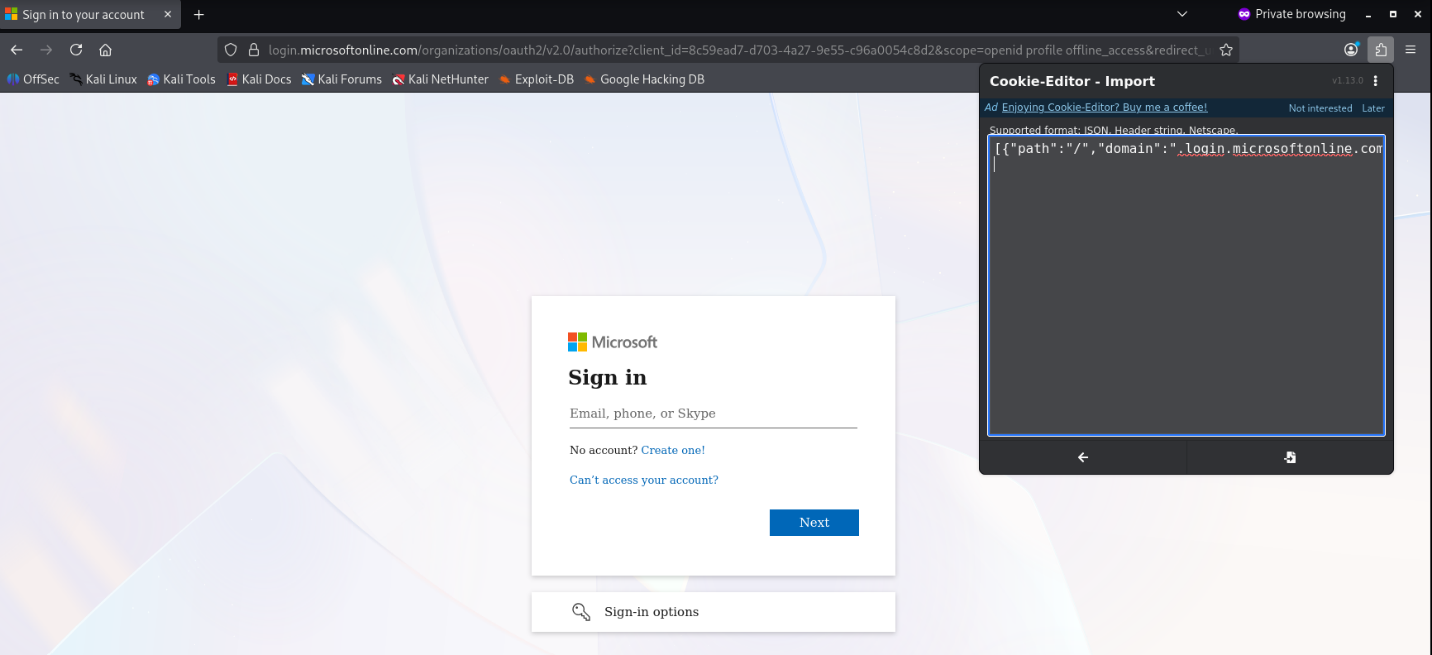 Sign in to your account
Private browsing
login.microsoftonline.com/organizations/oauth2/v2.0/authorize?client_id=8c59ead7-d703-4a27-9e55-c96a0054c8d2&scope=openid profile offline_access&redirect_u
OffSec Kali Linux Kali Tools Kali Docs Kali Forums Kali NetHunter Exploit-DB Google Hacking DB
Cookie-Editor - Import v1.13.0
Ad Enjoying Cookie-Editor? Buy me a coffee! Not interested Later
Supported format: JSON, Header string, Netscape.
[{"path":"/","domain":".login.microsoftonline.com
Microsoft
Sign in
Email, phone, or Skype
No account? Create one!
Can’t access your account?
Next
Sign-in options